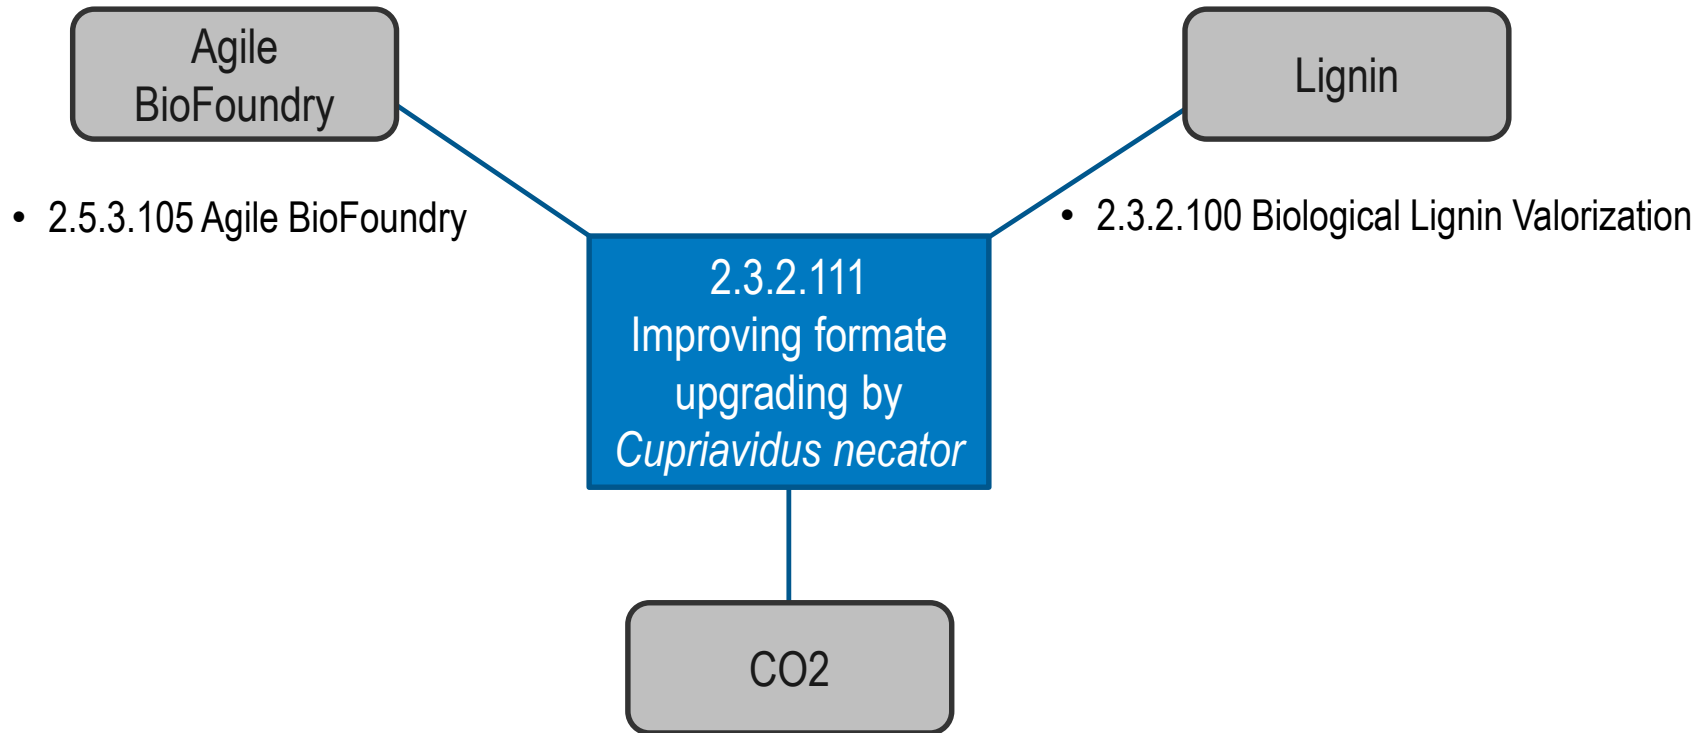 Agile
BioFoundry
Lignin
• 2.5.3.105 Agile BioFoundry
• 2.3.2.100 Biological Lignin Valorization
2.3.2.111
Improving formate
upgrading by
Cupriavidus necator
CO2